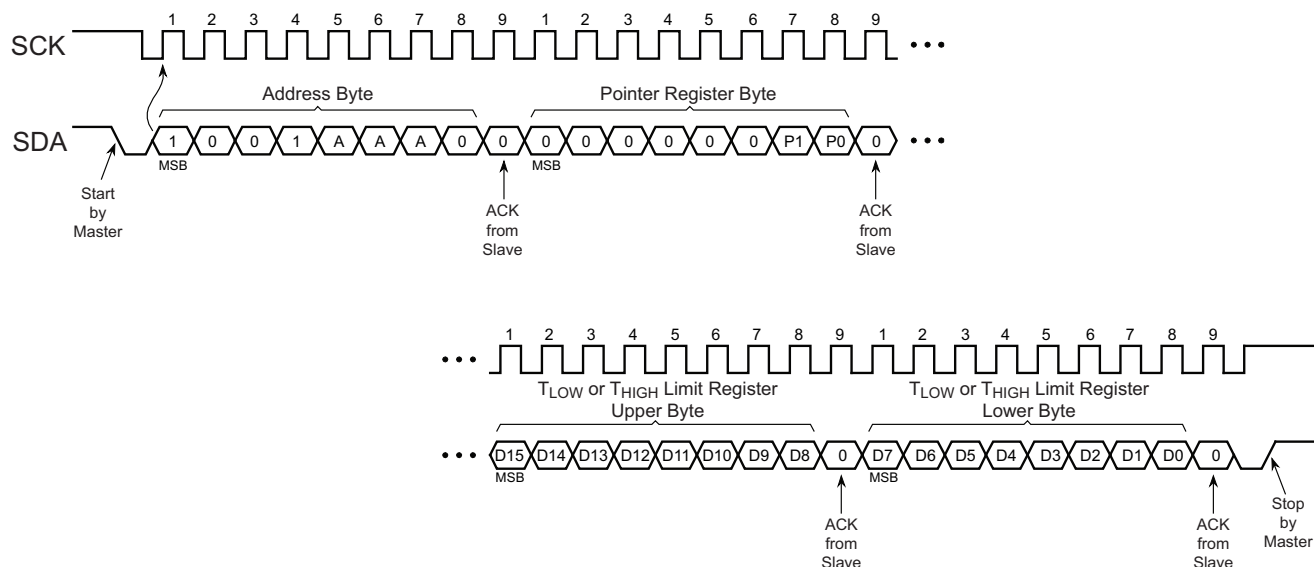 1 2 3 4 5 6 7 8 9 1 2 3 4 5 6 7 8 9
SCK
Address Byte Pointer Register Byte
SDA 1 0 0 1 A A A 0 0 0 0 0 0 0 0 P1 P0 0
MSB MSB
Start
by
Master
ACK
from
Slave
ACK
from
Slave
1 2 3 4 5 6 7 8 9 1 2 3 4 5 6 7 8 9
TLOW or THIGH Limit Register
Upper Byte
TLOW or THIGH Limit Register
Lower Byte
D15 D14 D13 D12 D11 D10 D9 D8 0 D7 D6 D5 D4 D3 D2 D1 D0 0
MSB MSB
ACK
from
Slave
ACK
from
Slave
Stop
by
Master